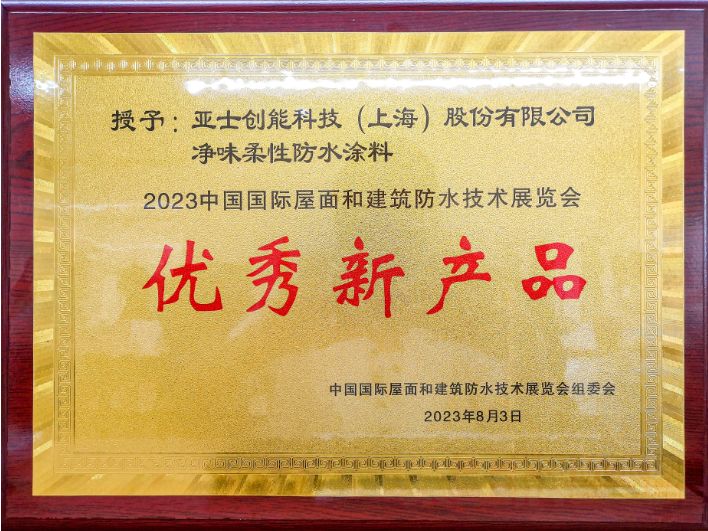 授予：亚士创能科技（上海）股份有限公司
净味柔性防水涂料
2023中国国际屋面和建筑防水技术展览会
优秀新产品
中国国际屋面和建筑防水技术展览会组委会
2023年8月3日